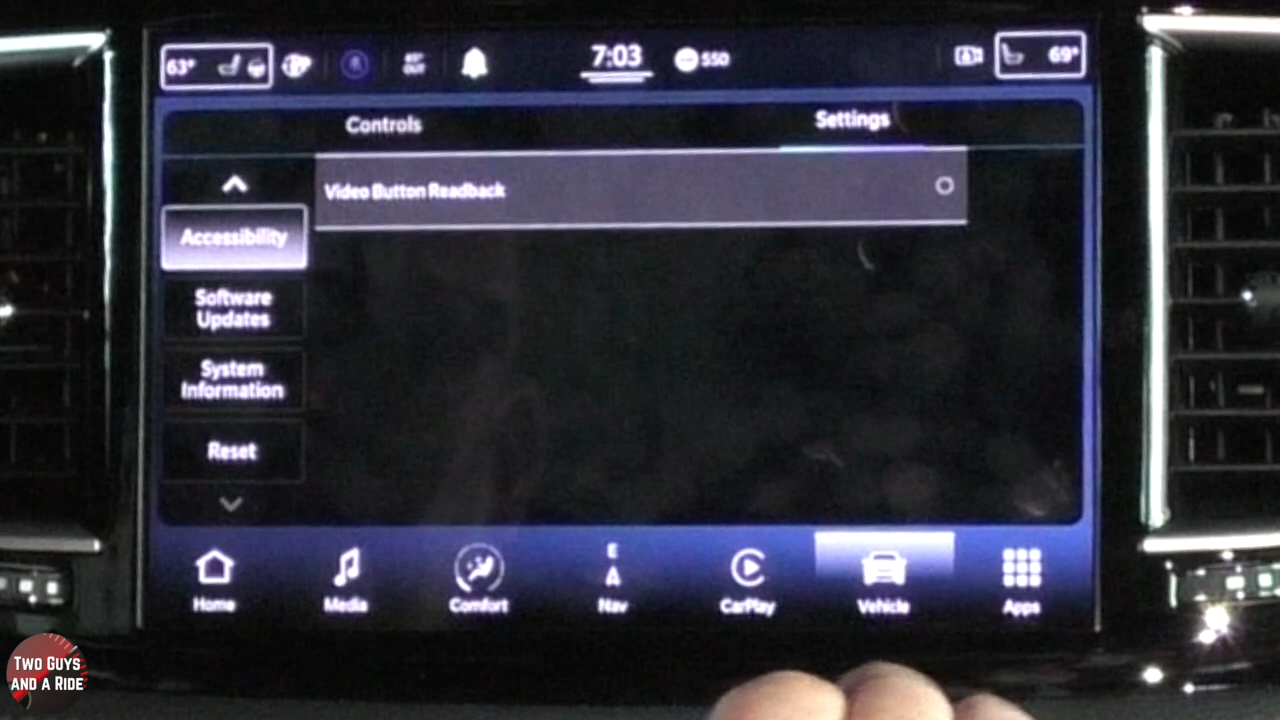 63°
OUT
7:03
550
69°
Controls
Settings
Video Button Readback
Accessibility
Software
Updates
System
Information
Reset
E
Home
Media
Comfort
Nav
CarPlay
Vehicle
Apps
TWO GUYS
AND A RIDE